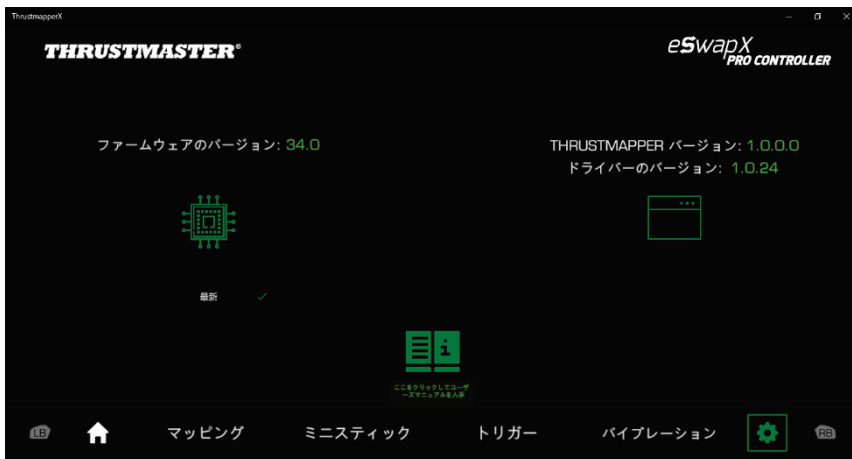 ThrustmapperX
THRUSTMASTER®
eSwapX
PRO CONTROLLER
ファームウェアのバージョン: 34.0
THRUSTMAPPER バージョン: 1.0.0.0
ドライバーのバージョン: 1.0.24
最新
i
ここをクリックしてユーザ
ーズマニュアルを入手
LB
マッピング
ミニスティック
トリガー
バイブレーション
RB